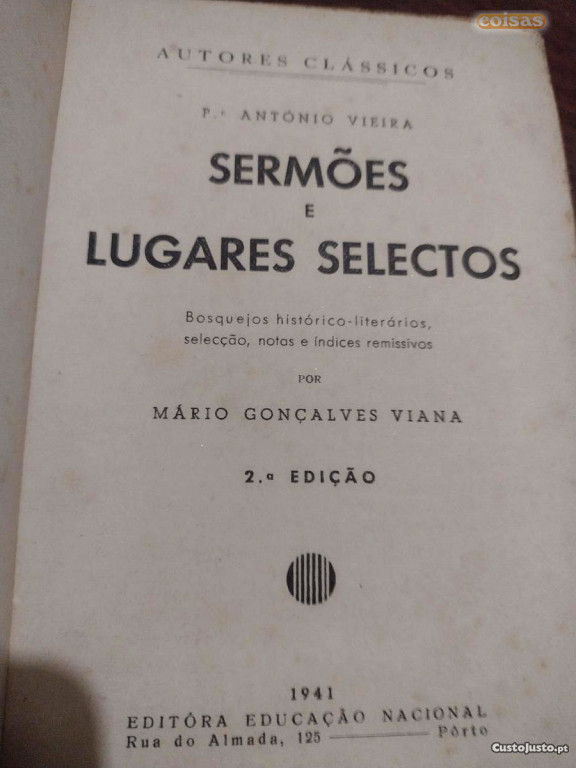 coisas
AUTORES CLÁSSICOS
P.e ANTÓNIO VIEIRA
SERMÕES
E
LUGARES SELECTOS
Bosquejos histórico-literários,
selecção, notas e índices remissivos
POR
MÁRIO GONÇALVES VIANA
2.a EDIÇÃO
1941
EDITÓRA EDUCAÇÃO NACIONAL
Rua do Almada, 125 — Pôrto
CustoJusto.pt